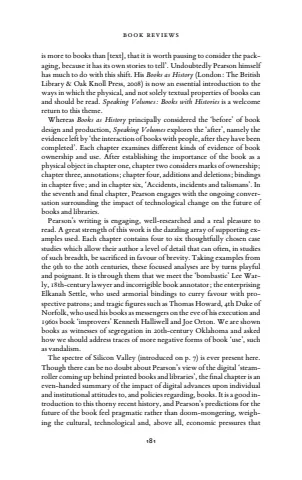 BOOK REVIEWS
is more to books than [text], that it is worth pausing to consider the pack-
aging, because it has its own stories to tell'. Undoubtedly Pearson himself
has much to do with this shift. His Books as History (London: The British
Library & Oak Knoll Press, 2008) is now an essential introduction to the
ways in which the physical, and not solely textual properties of books can
and should be read. Speaking Volumes: Books with Histories is a welcome
return to this theme.
Whereas Books as History principally considered the 'before' of book
design and production, Speaking Volumes explores the 'after', namely the
evidence left by 'the interaction of books with people, after they have been
completed'. Each chapter examines different kinds of evidence of book
ownership and use. After establishing the importance of the book as a
physical object in chapter one, chapter two considers marks of ownership;
chapter three, annotations; chapter four, additions and deletions; bindings
in chapter five; and in chapter six, 'Accidents, incidents and talismans'. In
the seventh and final chapter, Pearson engages with the ongoing conver-
sation surrounding the impact of technological change on the future of
books and libraries.
Pearson's writing is engaging, well-researched and a real pleasure to
read. A great strength of this work is the dazzling array of supporting ex-
amples used. Each chapter contains four to six thoughtfully chosen case
studies which allow their author a level of detail that can often, in studies
of such breadth, be sacrificed in favour of brevity. Taking examples from
the 9th to the 20th centuries, these focused analyses are by turns playful
and poignant. It is through them that we meet the 'bombastic' Lee War-
ly, 18th-century lawyer and incorrigible book annotator; the enterprising
Elkanah Settle, who used armorial bindings to curry favour with pro-
spective patrons; and tragic figures such as Thomas Howard, 4th Duke of
Norfolk, who used his books as messengers on the eve of his execution and
1960s book 'improvers' Kenneth Halliwell and Joe Orton. We are shown
books as witnesses of segregation in 20th-century Oklahoma and asked
how we should address traces of more negative forms of book 'use', such
as vandalism.
The spectre of Silicon Valley (introduced on p. 7) is ever present here.
Though there can be no doubt about Pearson's view of the digital 'steam-
roller coming up behind printed books and libraries', the final chapter is an
even-handed summary of the impact of digital advances upon individual
and institutional attitudes to, and policies regarding, books. It is a good in-
troduction to this thorny recent history, and Pearson's predictions for the
future of the book feel pragmatic rather than doom-mongering, weigh-
ing the cultural, technological and, above all, economic pressures that
181